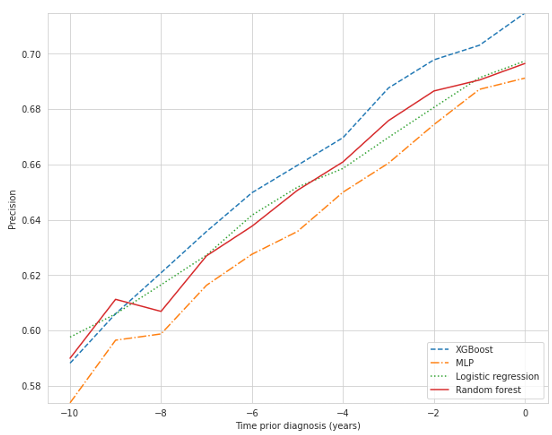 0.70
0.68
0.66
0.64
0.62
0.60
0.58
Precision
−10
−8
−6
−4
−2
0
Time prior diagnosis (years)
XGBoost
MLP
Logistic regression
Random forest